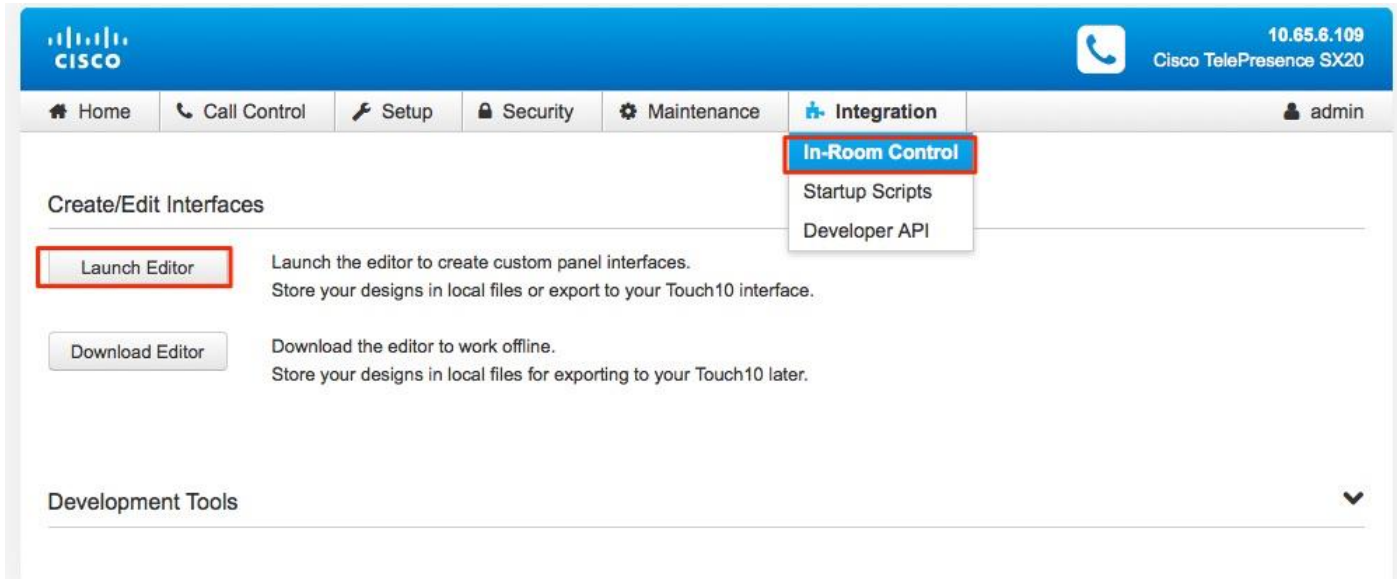 CISCO
10.65.6.109
Cisco TelePresence SX20
Home Call Control Setup Security Maintenance Integration admin
In-Room Control
Startup Scripts
Developer API
Create/Edit Interfaces
Launch Editor
Launch the editor to create custom panel interfaces.
Store your designs in local files or export to your Touch10 interface.
Download Editor
Download the editor to work offline.
Store your designs in local files for exporting to your Touch10 later.
Development Tools